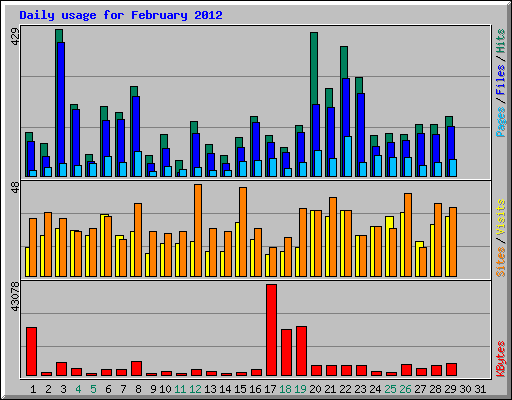 Daily usage for February 2012
429
Pages / Files / Hits
48
Sites / Visits
43078
KBytes
1 2 3 4 5 6 7 8 9 10 11 12 13 14 15 16 17 18 19 20 21 22 23 24 25 26 27 28 29 30 31